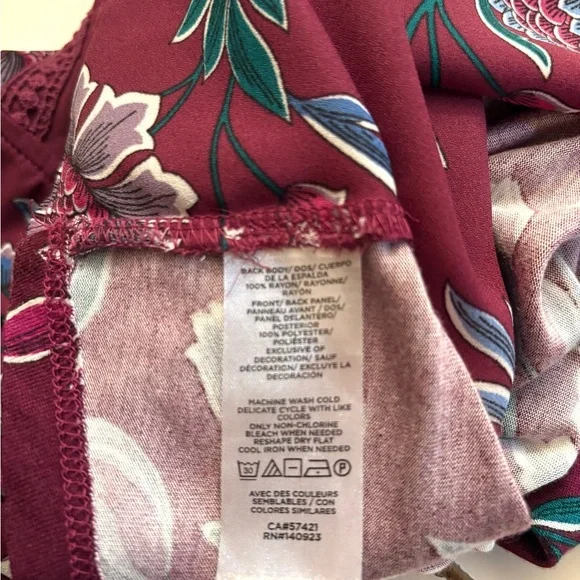 BACK BODY/ DOS/ CUERPO
DE LA ESPALDA
100% RAYON/ RAYONNE/
RAYÓN
FRONT/BACK PANEL/
PANNEAU AVANT / DOS/
PANEL DELANTERO/
POSTERIOR
100% POLYESTER/
POLIÉSTER
EXCLUSIVE OF
DECORATION/ SAUF
DÉCORATION/ EXCLUYE LA
DECORACIÓN
MACHINE WASH COLD
DELICATE CYCLE WITH LIKE
COLORS
ONLY NON-CHLORINE
BLEACH WHEN NEEDED
RESHAPE DRY FLAT
COOL IRON WHEN NEEDED
30 P
AVEC DES COULEURS
SEMBLABLES / CON
COLORES SIMILARES
CA#57421
RN#140923